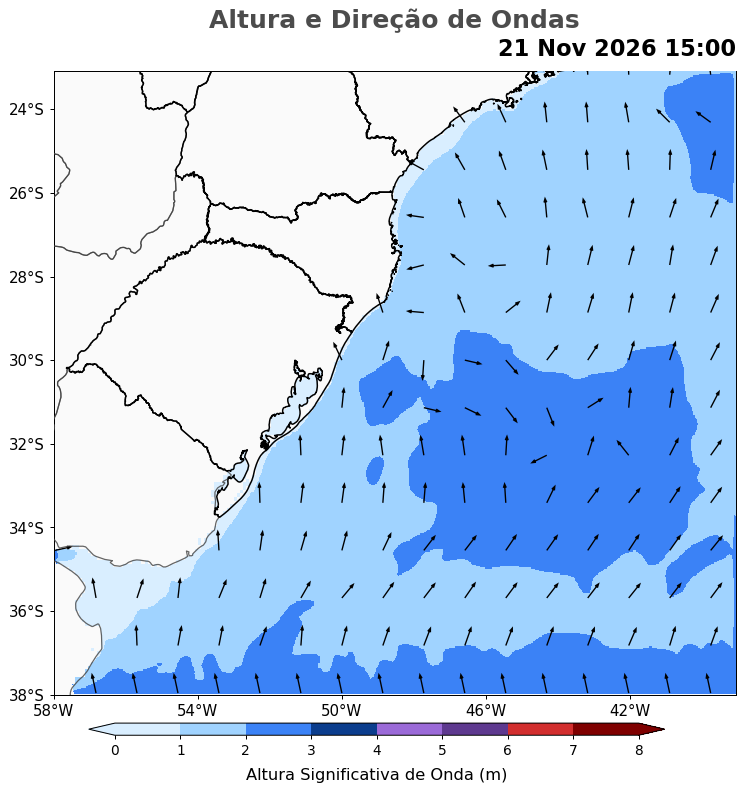 Altura e Direção de Ondas
21 Nov 2026 15:00
24°S
26°S
28°S
30°S
32°S
34°S
36°S
38°S
58°W 54°W 50°W 46°W 42°W
0 1 2 3 4 5 6 7 8
Altura Significativa de Onda (m)